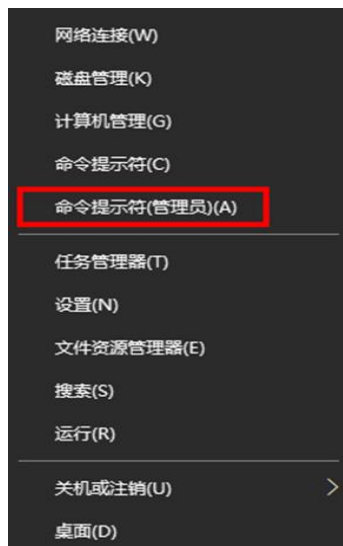 网络连接(W)
磁盘管理(K)
计算机管理(G)
命令提示符(C)
命令提示符(管理员)(A)
任务管理器(T)
设置(N)
文件资源管理器(E)
搜索(S)
运行(R)
关机或注销(U)
桌面(D)